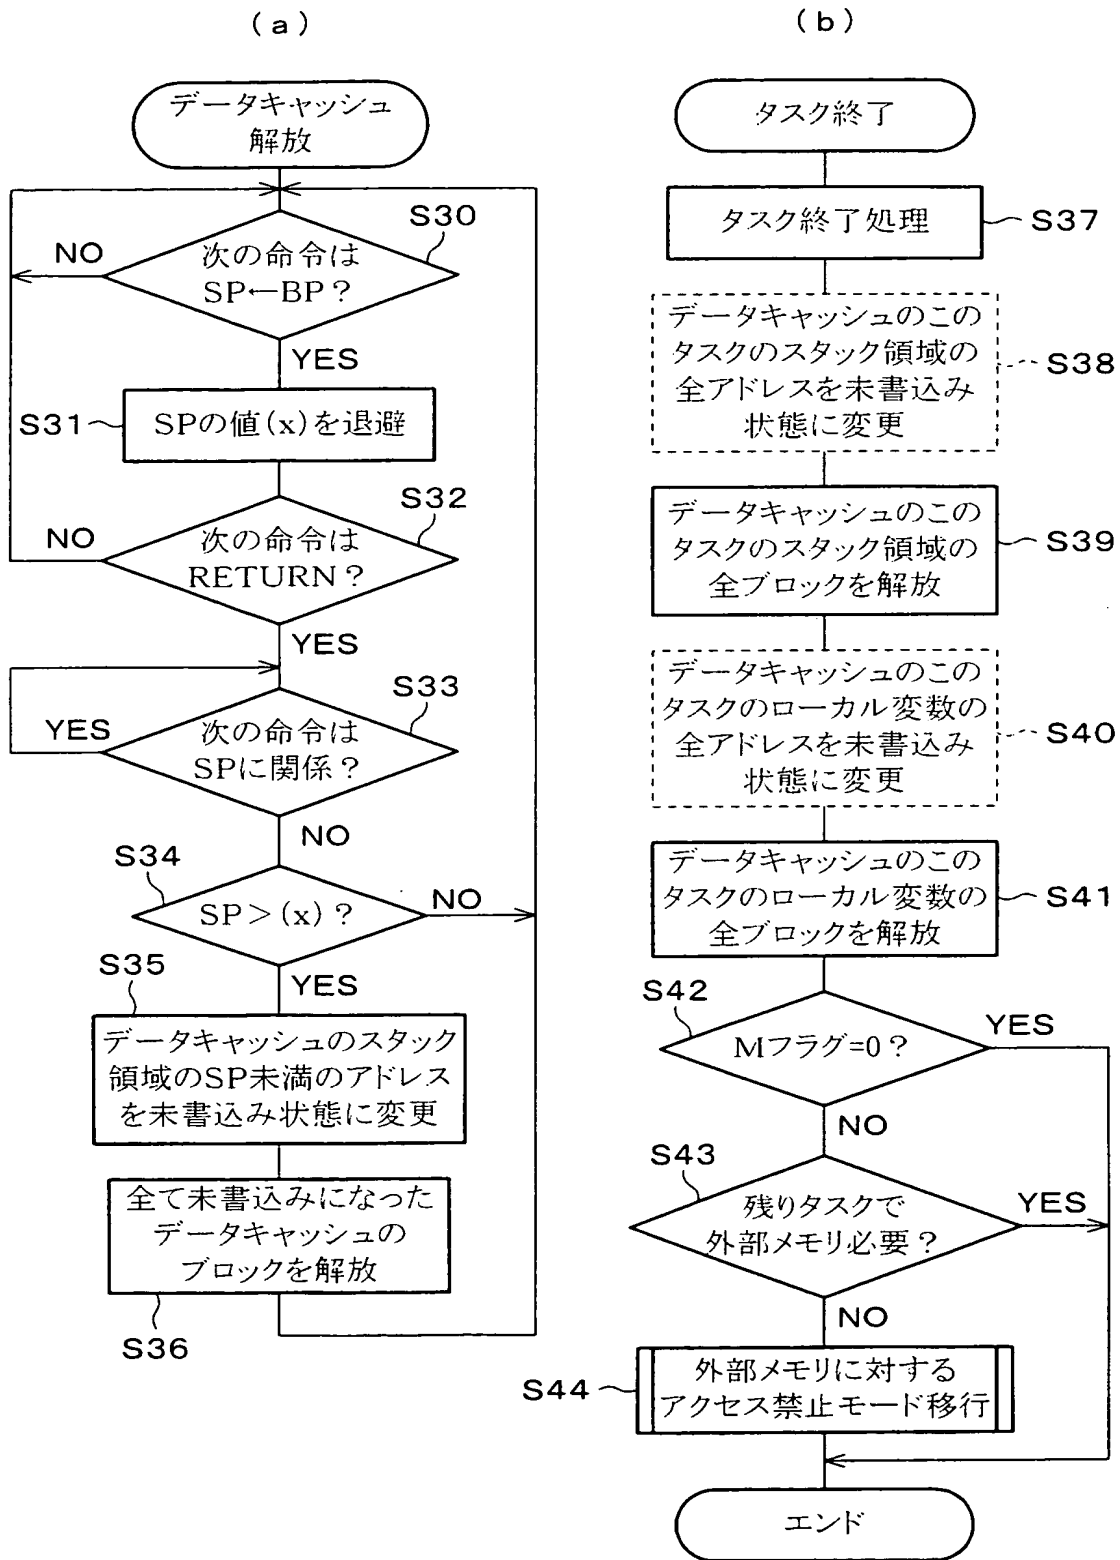 (a)
データキャッシュ
解放
S30
NO
次の命令は
SP←BP?
YES
S31
SPの値(x)を退避
S32
NO
次の命令は
RETURN?
YES
S33
YES
次の命令は
SPに関係?
NO
S34
SP>(x)?
NO
YES
S35
データキャッシュのスタック
領域のSP未満のアドレス
を未書込み状態に変更
全て未書込みになった
データキャッシュの
ブロックを解放
S36
(b)
タスク終了
タスク終了処理
S37
データキャッシュのこの
タスクのスタック領域の
全アドレスを未書込み
状態に変更
S38
データキャッシュのこの
タスクのスタック領域の
全ブロックを解放
S39
データキャッシュのこの
タスクのローカル変数の
全アドレスを未書込み
状態に変更
S40
データキャッシュのこの
タスクのローカル変数の
全ブロックを解放
S41
S42
Mフラグ=0?
YES
NO
S43
残りタスクで
外部メモリ必要?
YES
NO
S44
外部メモリに対する
アクセス禁止モード移行
エンド